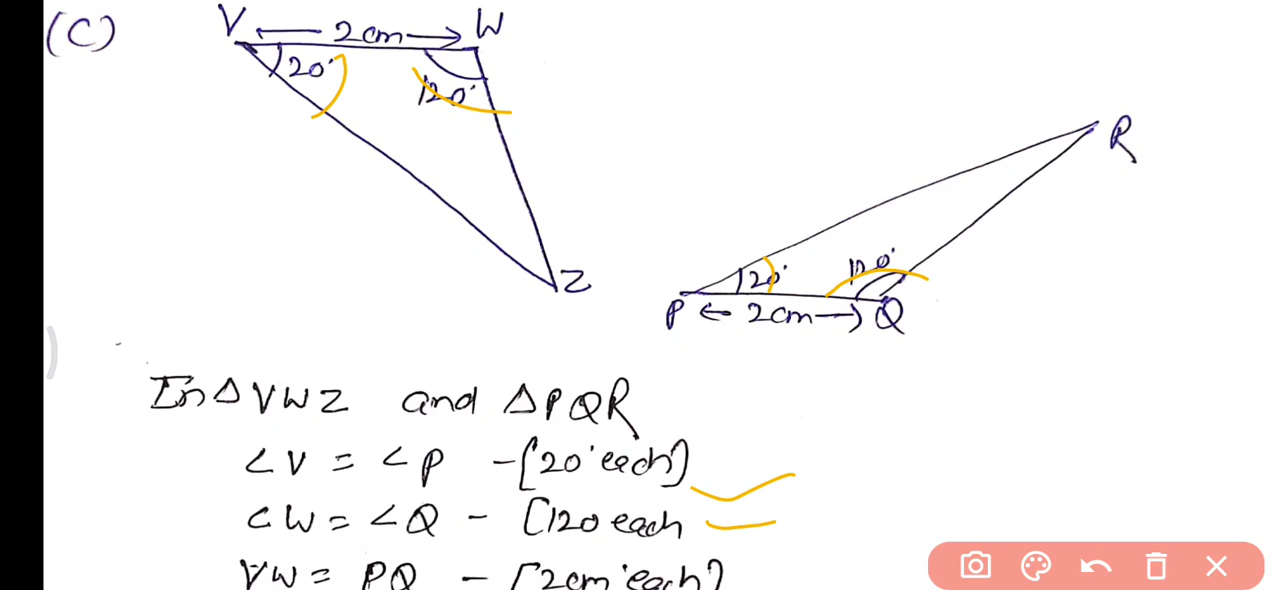 (C)
V ← 2cm → W
20°
120°
R
Z
20°
120°
P ← 2cm → Q
In Δ VWZ and Δ PQR
∠V = ∠P - [20° each]
∠W = ∠Q - [120 each
VW = PQ - [2cm each]